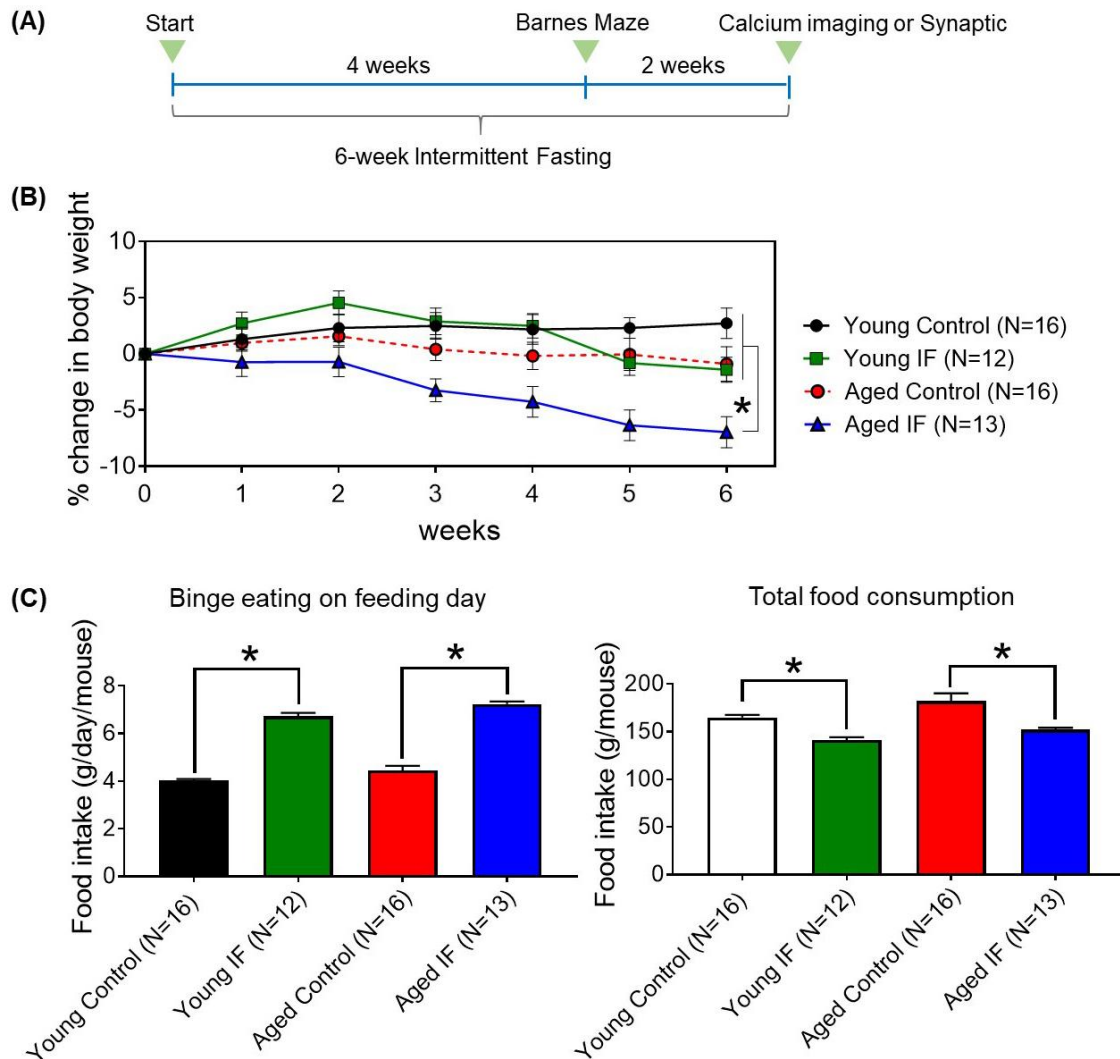 (A)
Start
Barnes Maze
Calcium imaging or Synaptic
4 weeks
2 weeks
6-week Intermittent Fasting
(B)
% change in body weight
10
5
0
-5
-10
0 1 2 3 4 5 6
weeks
*
Young Control (N=16)
Young IF (N=12)
Aged Control (N=16)
Aged IF (N=13)
(C)
Binge eating on feeding day
Food intake (g/day/mouse)
8
6
4
2
0
*
*
Young Control (N=16)
Young IF (N=12)
Aged Control (N=16)
Aged IF (N=13)
Total food consumption
Food intake (g/mouse)
200
150
100
50
0
*
*
Young Control (N=16)
Young IF (N=12)
Aged Control (N=16)
Aged IF (N=13)